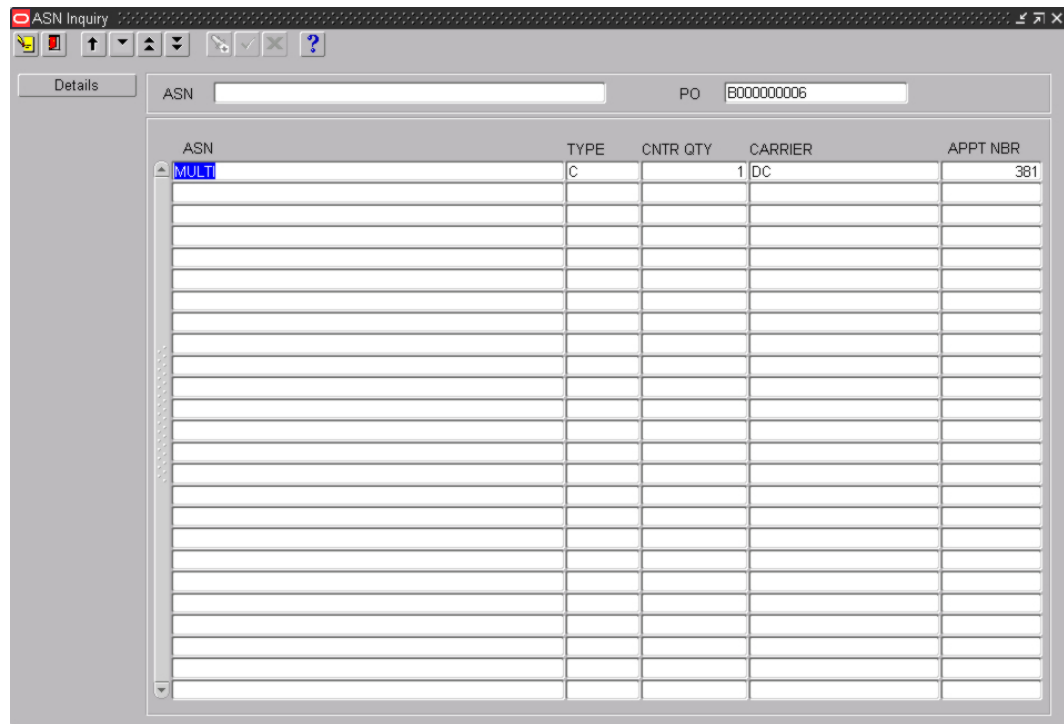 ASN Inquiry
?
Details
ASN PO B000000006
ASN TYPE CNTR QTY CARRIER APPT NBR
MULTI C 1 DC 381